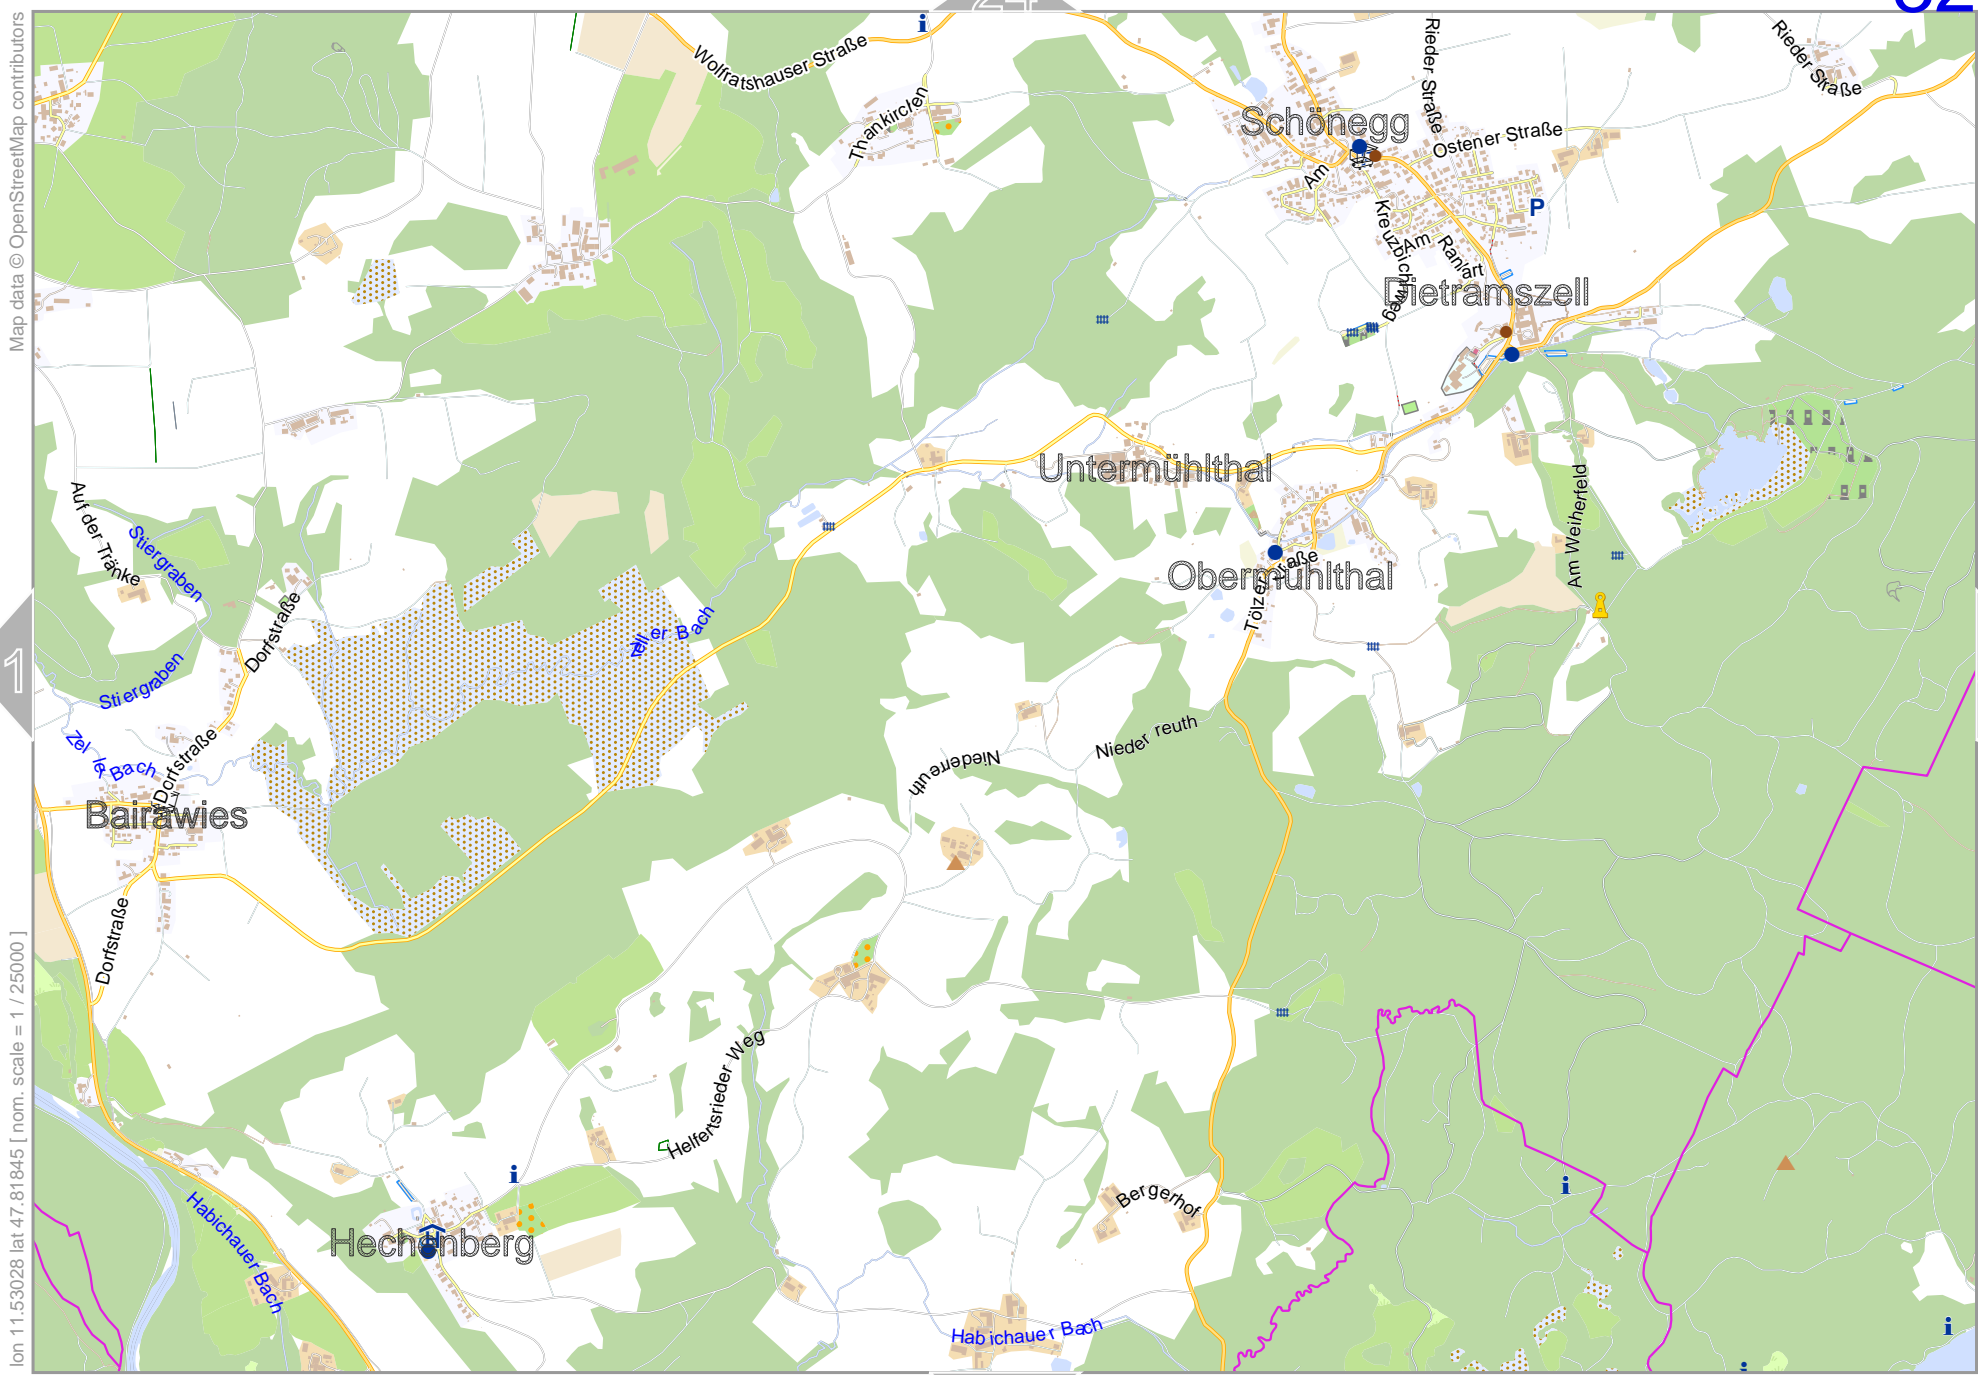 Map data © OpenStreetMap contributors
lon 11.53028 lat 47.81845 [ nom. scale = 1 / 25000 ]
1
Wolfratshauser Straße
Thankirchen
Rieder Straße
Rieder Straße
Schönegg
Ostener Straße
Am
P
Kreuzbichlweg
Am
Ranhart
Dietramszell
Untermühlthal
Auf der Tränke
Stiergraben
Am Weiherfeld
Obermühlthal
Tölzer Straße
Dorfstraße
Zeller Bach
Stiergraben
Niederreuth
Niederreuth
Dorfstraße
Zeller Bach
Bairawies
Dorfstraße
Helfertsrieder Weg
Bergerhof
Habichauer Bach
Hechenberg
H
Habichauer Bach